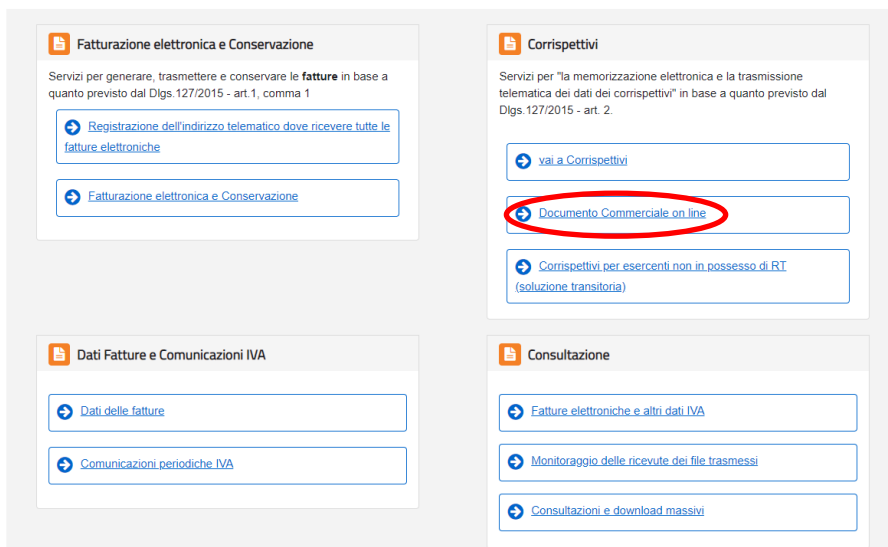 Fatturazione elettronica e Conservazione
Servizi per generare, trasmettere e conservare le fatture in base a
quanto previsto dal Dlgs.127/2015 - art.1, comma 1
Registrazione dell'indirizzo telematico dove ricevere tutte le
fatture elettroniche
Fatturazione elettronica e Conservazione
Corrispettivi
Servizi per "la memorizzazione elettronica e la trasmissione
telematica dei dati dei corrispettivi" in base a quanto previsto dal
Dlgs.127/2015 - art. 2.
vai a Corrispettivi
Documento Commerciale on line
Corrispettivi per esercenti non in possesso di RT
(soluzione transitoria)
Dati Fatture e Comunicazioni IVA
Dati delle fatture
Comunicazioni periodiche IVA
Consultazione
Fatture elettroniche e altri dati IVA
Monitoraggio delle ricevute dei file trasmessi
Consultazioni e download massivi